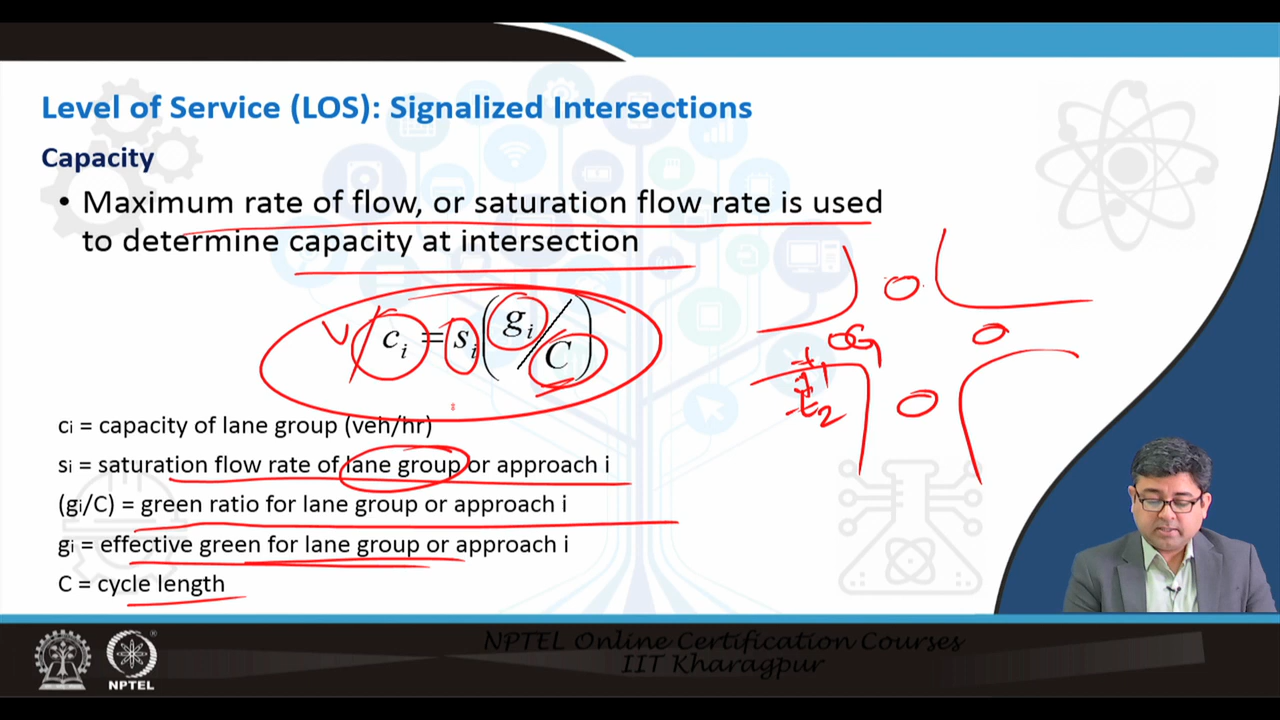 Level of Service (LOS): Signalized Intersections
Capacity
• Maximum rate of flow, or saturation flow rate is used
to determine capacity at intersection
V/ cᵢ = sᵢ (gᵢ/C)
cᵢ = capacity of lane group (veh/hr)
sᵢ = saturation flow rate of lane group or approach i
(gᵢ/C) = green ratio for lane group or approach i
gᵢ = effective green for lane group or approach i
C = cycle length
NPTEL Online Certification Courses
IIT Kharagpur
NPTEL